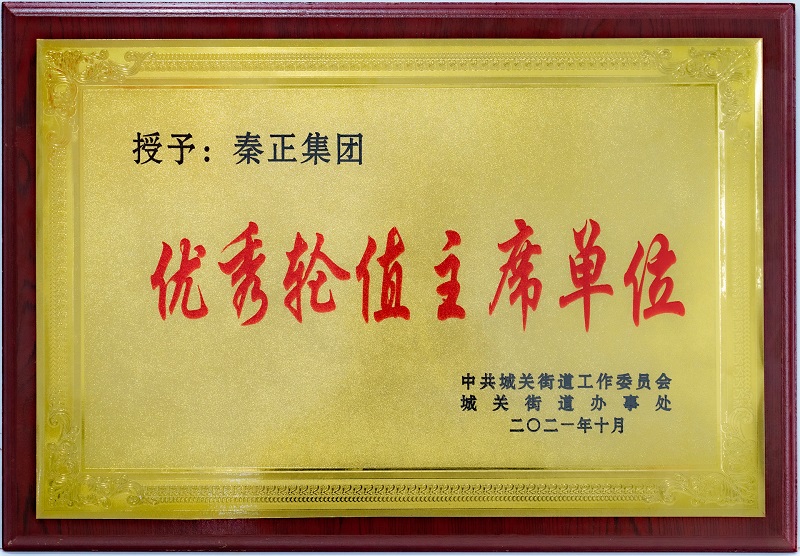 授予：秦正集团
优秀轮值主席单位
中共城关街道工作委员会
城关街道办事处
二〇二一年十月